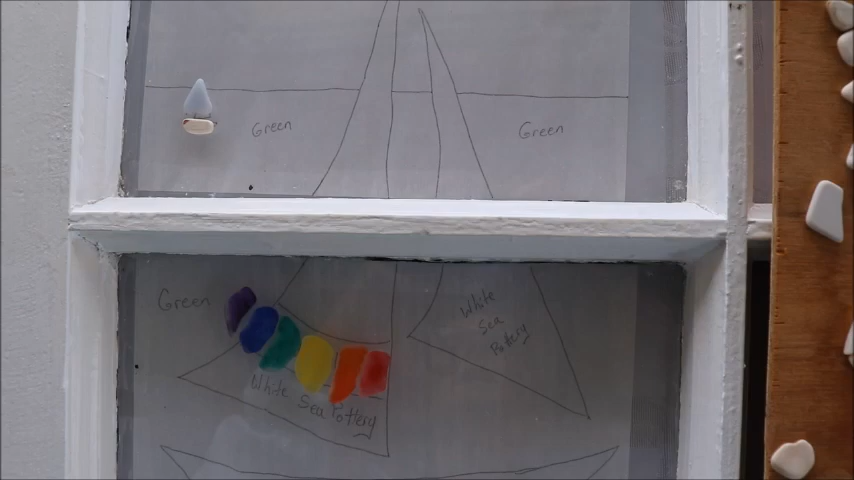 Green
Green
Green
White
Sea
Pottery
White Sea Pottery